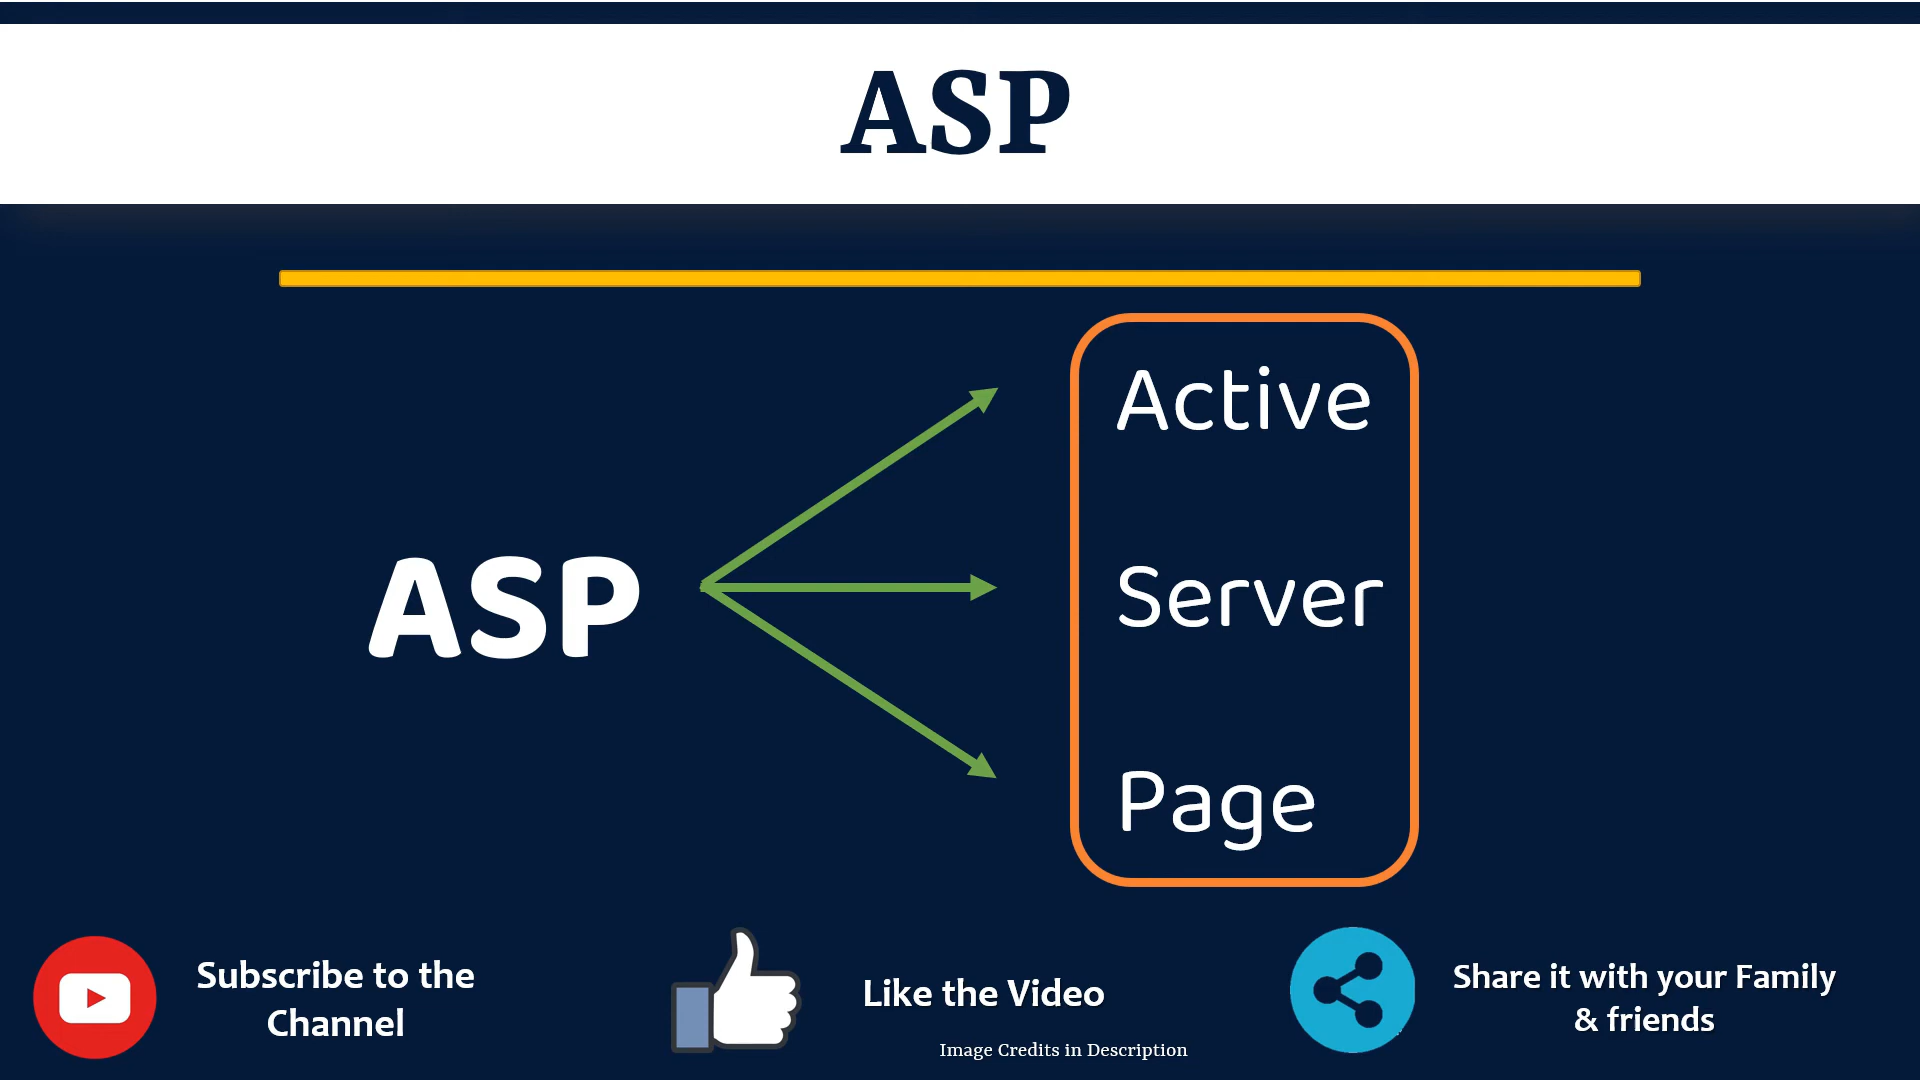 ASP
ASP
Active
Server
Page
Subscribe to the
Channel
Like the Video
Image Credits in Description
Share it with your Family
& friends